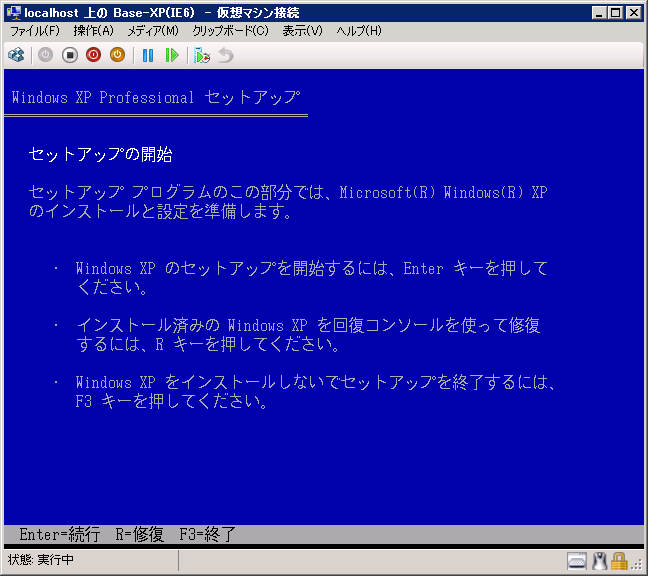 localhost 上の Base-XP(IE6) - 仮想マシン接続
ファイル(F) 操作(A) メディア(M) クリップボード(C) 表示(V) ヘルプ(H)
Windows XP Professional セットアップ
セットアップの開始
セットアップ プログラムのこの部分では、Microsoft(R) Windows(R) XP
のインストールと設定を準備します。
・ Windows XP のセットアップを開始するには、Enter キーを押して
ください。
・ インストール済みの Windows XP を回復コンソールを使って修復
するには、R キーを押してください。
・ Windows XP をインストールしないでセットアップを終了するには、
F3 キーを押してください。
Enter=続行 R=修復 F3=終了
状態: 実行中